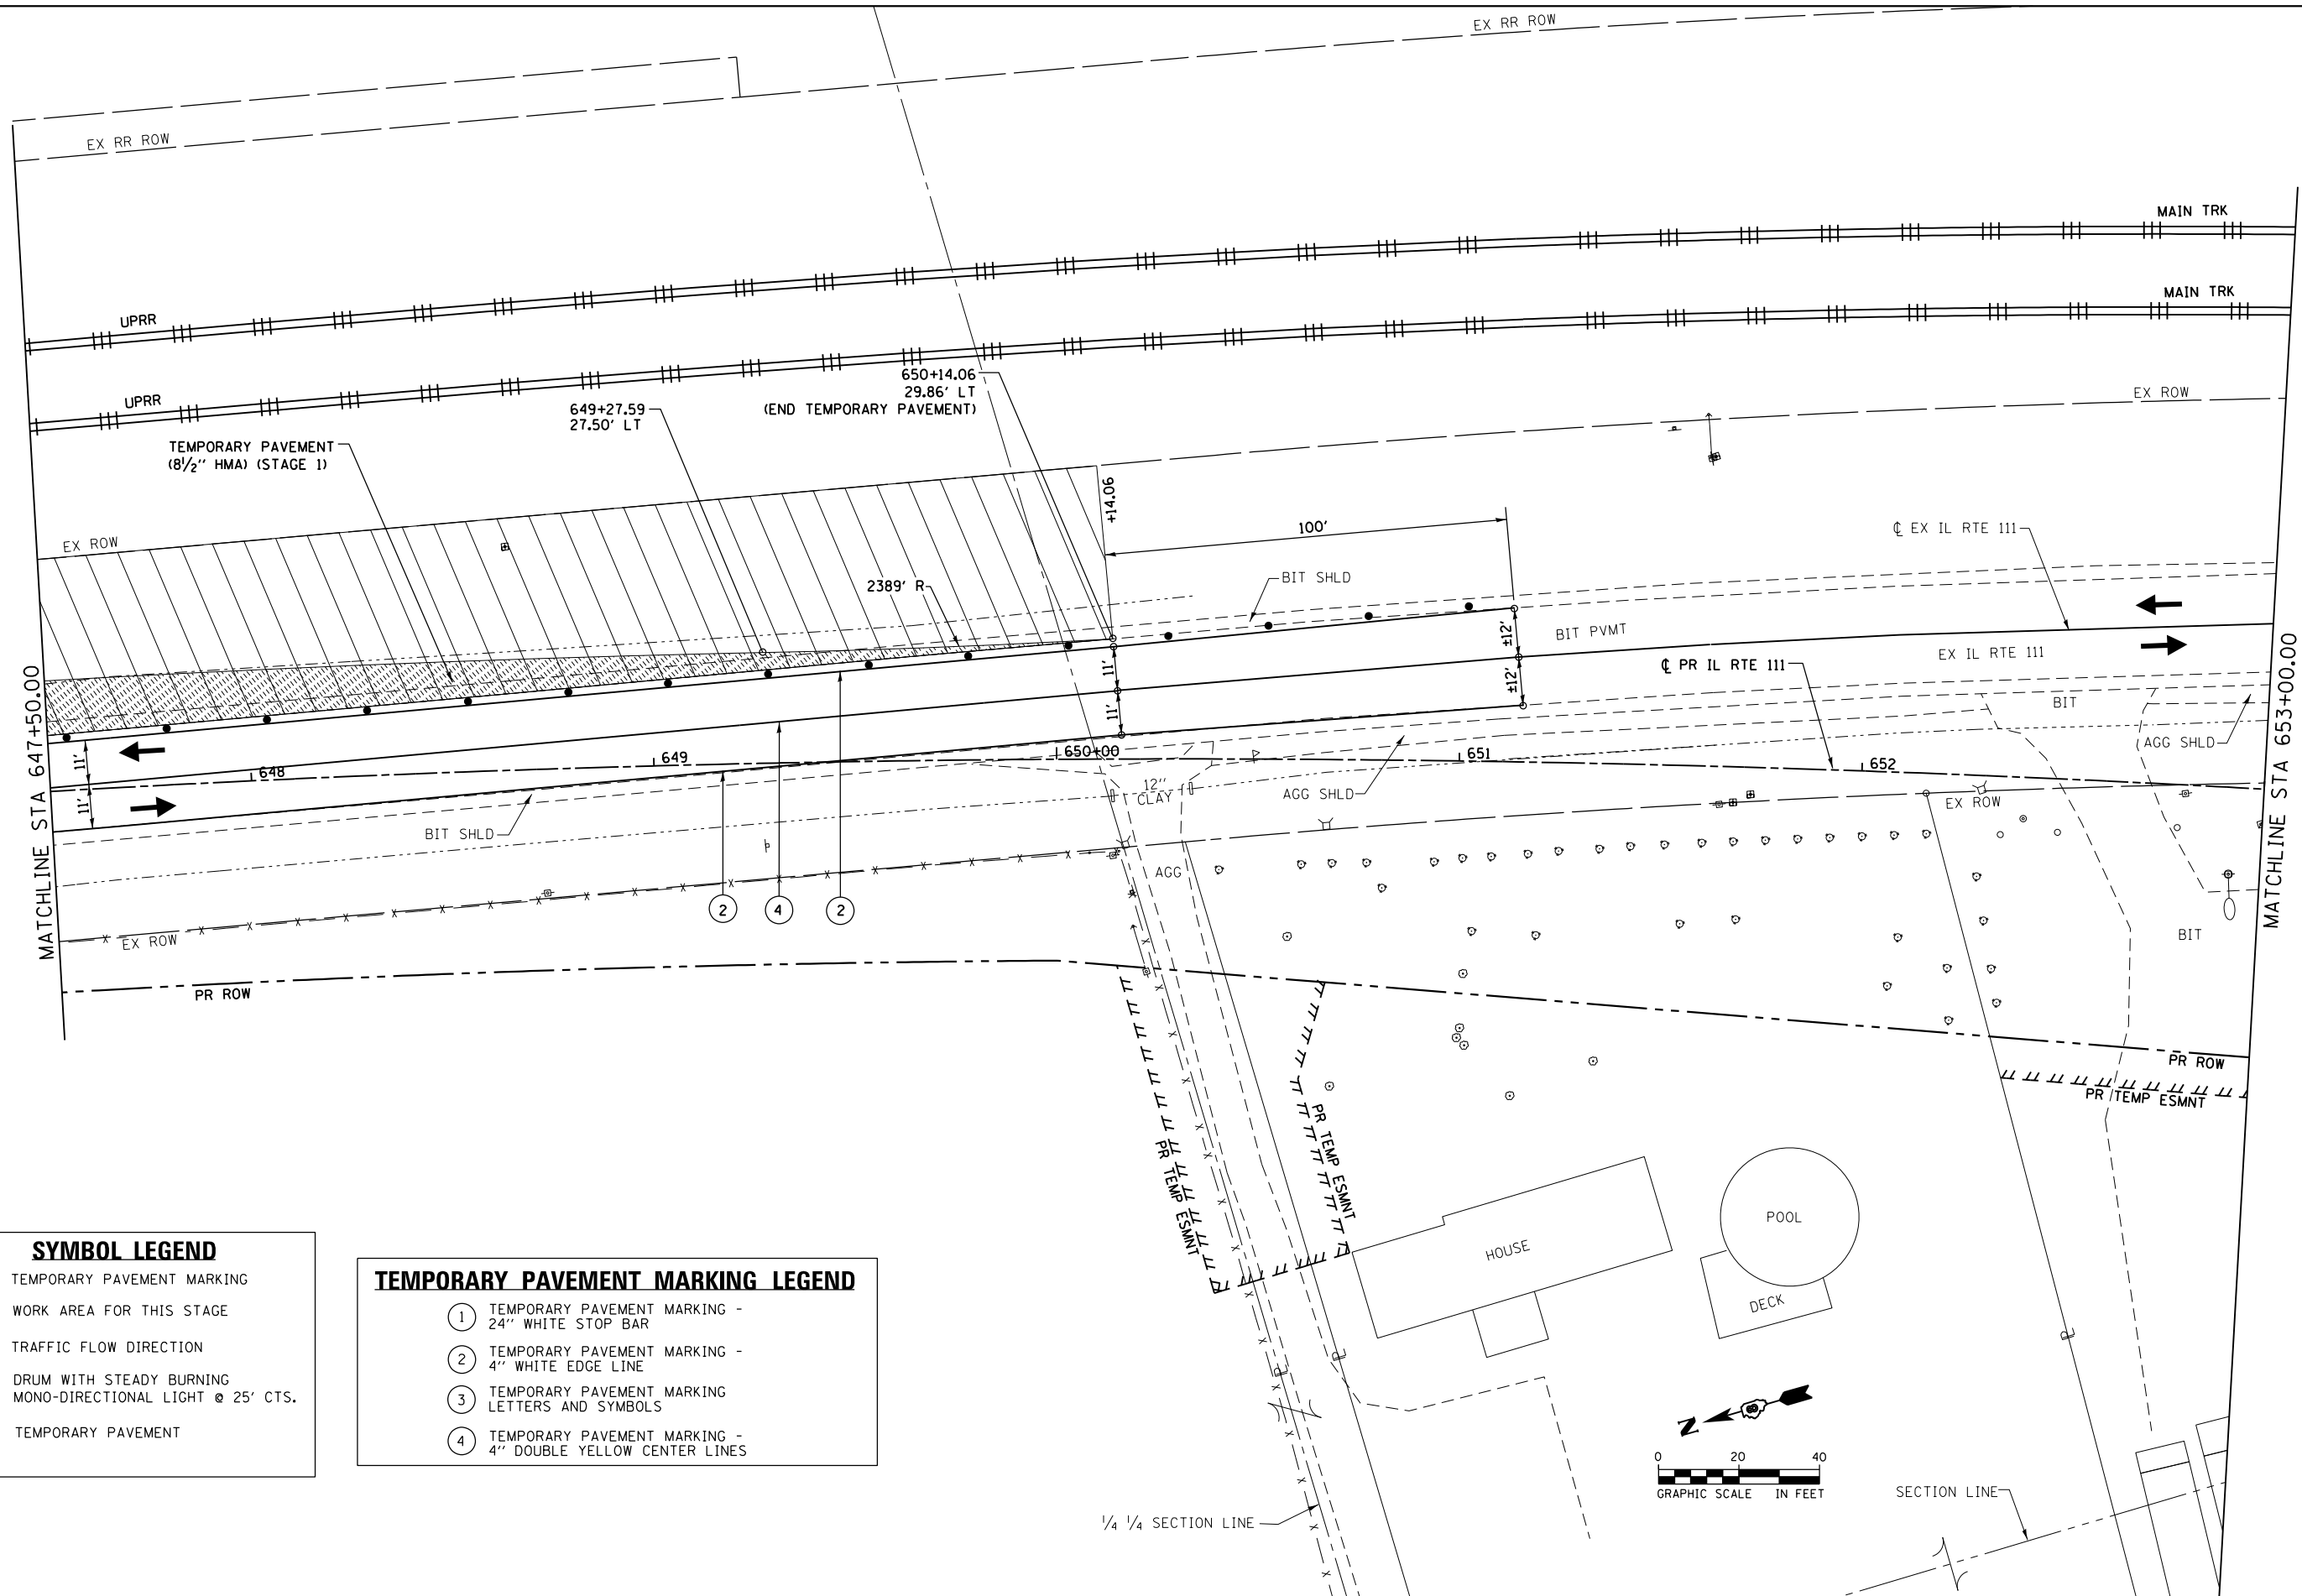 EX RR ROW
EX RR ROW
MAIN TRK
MAIN TRK
UPRR
UPRR
650+14.06
29.86' LT
(END TEMPORARY PAVEMENT)
649+27.59
27.50' LT
TEMPORARY PAVEMENT
(8 1/2" HMA) (STAGE 1)
EX ROW
EX ROW
+14.06
100'
℄ EX IL RTE 111
2389' R
BIT SHLD
BIT PVMT
±12'
±12'
11'
11'
EX IL RTE 111
℄ PR IL RTE 111
BIT
AGG SHLD
MATCHLINE STA 647+50.00
MATCHLINE STA 653+00.00
11'
11'
648
649
650+00
651
652
12"
CLAY
AGG SHLD
EX ROW
BIT SHLD
AGG
2
4
2
EX ROW
BIT
PR ROW
PR ROW
PR TEMP ESMNT
PR TEMP ESMNT
PR TEMP ESMNT
HOUSE
POOL
DECK
SYMBOL LEGEND
TEMPORARY PAVEMENT MARKING
WORK AREA FOR THIS STAGE
TRAFFIC FLOW DIRECTION
DRUM WITH STEADY BURNING
MONO-DIRECTIONAL LIGHT @ 25' CTS.
TEMPORARY PAVEMENT
TEMPORARY PAVEMENT MARKING LEGEND
1 TEMPORARY PAVEMENT MARKING -
24" WHITE STOP BAR
2 TEMPORARY PAVEMENT MARKING -
4" WHITE EDGE LINE
3 TEMPORARY PAVEMENT MARKING
LETTERS AND SYMBOLS
4 TEMPORARY PAVEMENT MARKING -
4" DOUBLE YELLOW CENTER LINES
N
0 20 40
GRAPHIC SCALE IN FEET
SECTION LINE
1/4 1/4 SECTION LINE